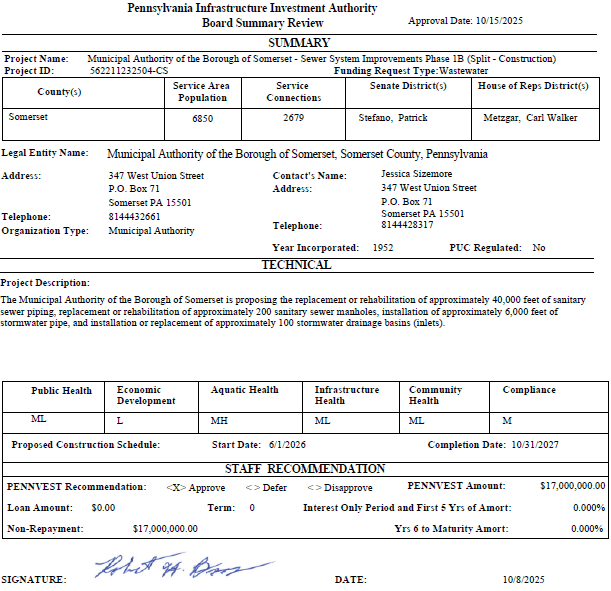 Pennsylvania Infrastructure Investment Authority
Board Summary Review
Approval Date: 10/15/2025
SUMMARY
Project Name: Municipal Authority of the Borough of Somerset - Sewer System Improvements Phase 1B (Split - Construction)
Project ID: 562211232504-CS Funding Request Type:Wastewater
County(s) Service Area Population Service Connections Senate District(s) House of Reps District(s)
Somerset 6850 2679 Stefano, Patrick Metzgar, Carl Walker
Legal Entity Name: Municipal Authority of the Borough of Somerset, Somerset County, Pennsylvania
Address: 347 West Union Street
P.O. Box 71
Somerset PA 15501
Telephone: 8144432661
Organization Type: Municipal Authority
Contact's Name: Jessica Sizemore
Address: 347 West Union Street
P.O. Box 71
Somerset PA 15501
Telephone: 8144428317
Year Incorporated: 1952 PUC Regulated: No
TECHNICAL
Project Description:
The Municipal Authority of the Borough of Somerset is proposing the replacement or rehabilitation of approximately 40,000 feet of sanitary
sewer piping, replacement or rehabilitation of approximately 200 sanitary sewer manholes, installation of approximately 6,000 feet of
stormwater pipe, and installation or replacement of approximately 100 stormwater drainage basins (inlets).
Public Health Economic Development Aquatic Health Infrastructure Health Community Health Compliance
ML L MH ML ML M
Proposed Construction Schedule: Start Date: 6/1/2026 Completion Date: 10/31/2027
STAFF RECOMMENDATION
PENNVEST Recommendation: <X> Approve < > Defer < > Disapprove PENNVEST Amount: $17,000,000.00
Loan Amount: $0.00 Term: 0 Interest Only Period and First 5 Yrs of Amort: 0.000%
Non-Repayment: $17,000,000.00 Yrs 6 to Maturity Amort: 0.000%
SIGNATURE: DATE: 10/8/2025